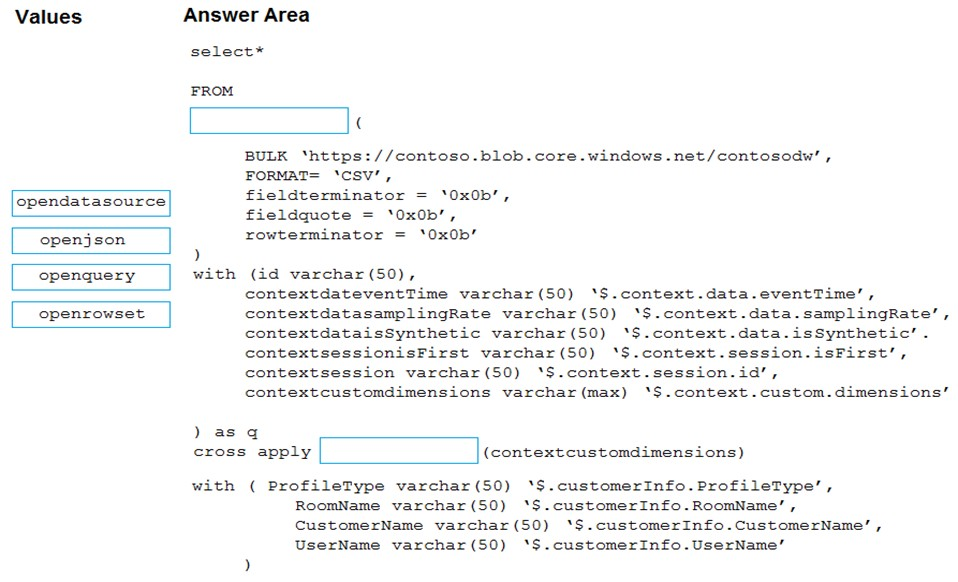 Values
Answer Area
select*
FROM
(
BULK ‘https://contoso.blob.core.windows.net/contosodw’,
FORMAT= ‘CSV’,
fieldterminator = ‘0x0b’,
fieldquote = ‘0x0b’,
rowterminator = ‘0x0b’
)
opendatasource
openjson
openquery
openrowset
with (id varchar(50),
contextdateventTime varchar(50) ‘$.context.data.eventTime’,
contextdatasamplingRate varchar(50) ‘$.context.data.samplingRate’,
contextdataisSynthetic varchar(50) ‘$.context.data.isSynthetic’.
contextsessionisFirst varchar(50) ‘$.context.session.isFirst’,
contextsession varchar(50) ‘$.context.session.id’,
contextcustomdimensions varchar(max) ‘$.context.custom.dimensions’
) as q
cross apply (contextcustomdimensions)
with ( ProfileType varchar(50) ‘$.customerInfo.ProfileType’,
RoomName varchar(50) ‘$.customerInfo.RoomName’,
CustomerName varchar(50) ‘$.customerInfo.CustomerName’,
UserName varchar(50) ‘$.customerInfo.UserName’
)